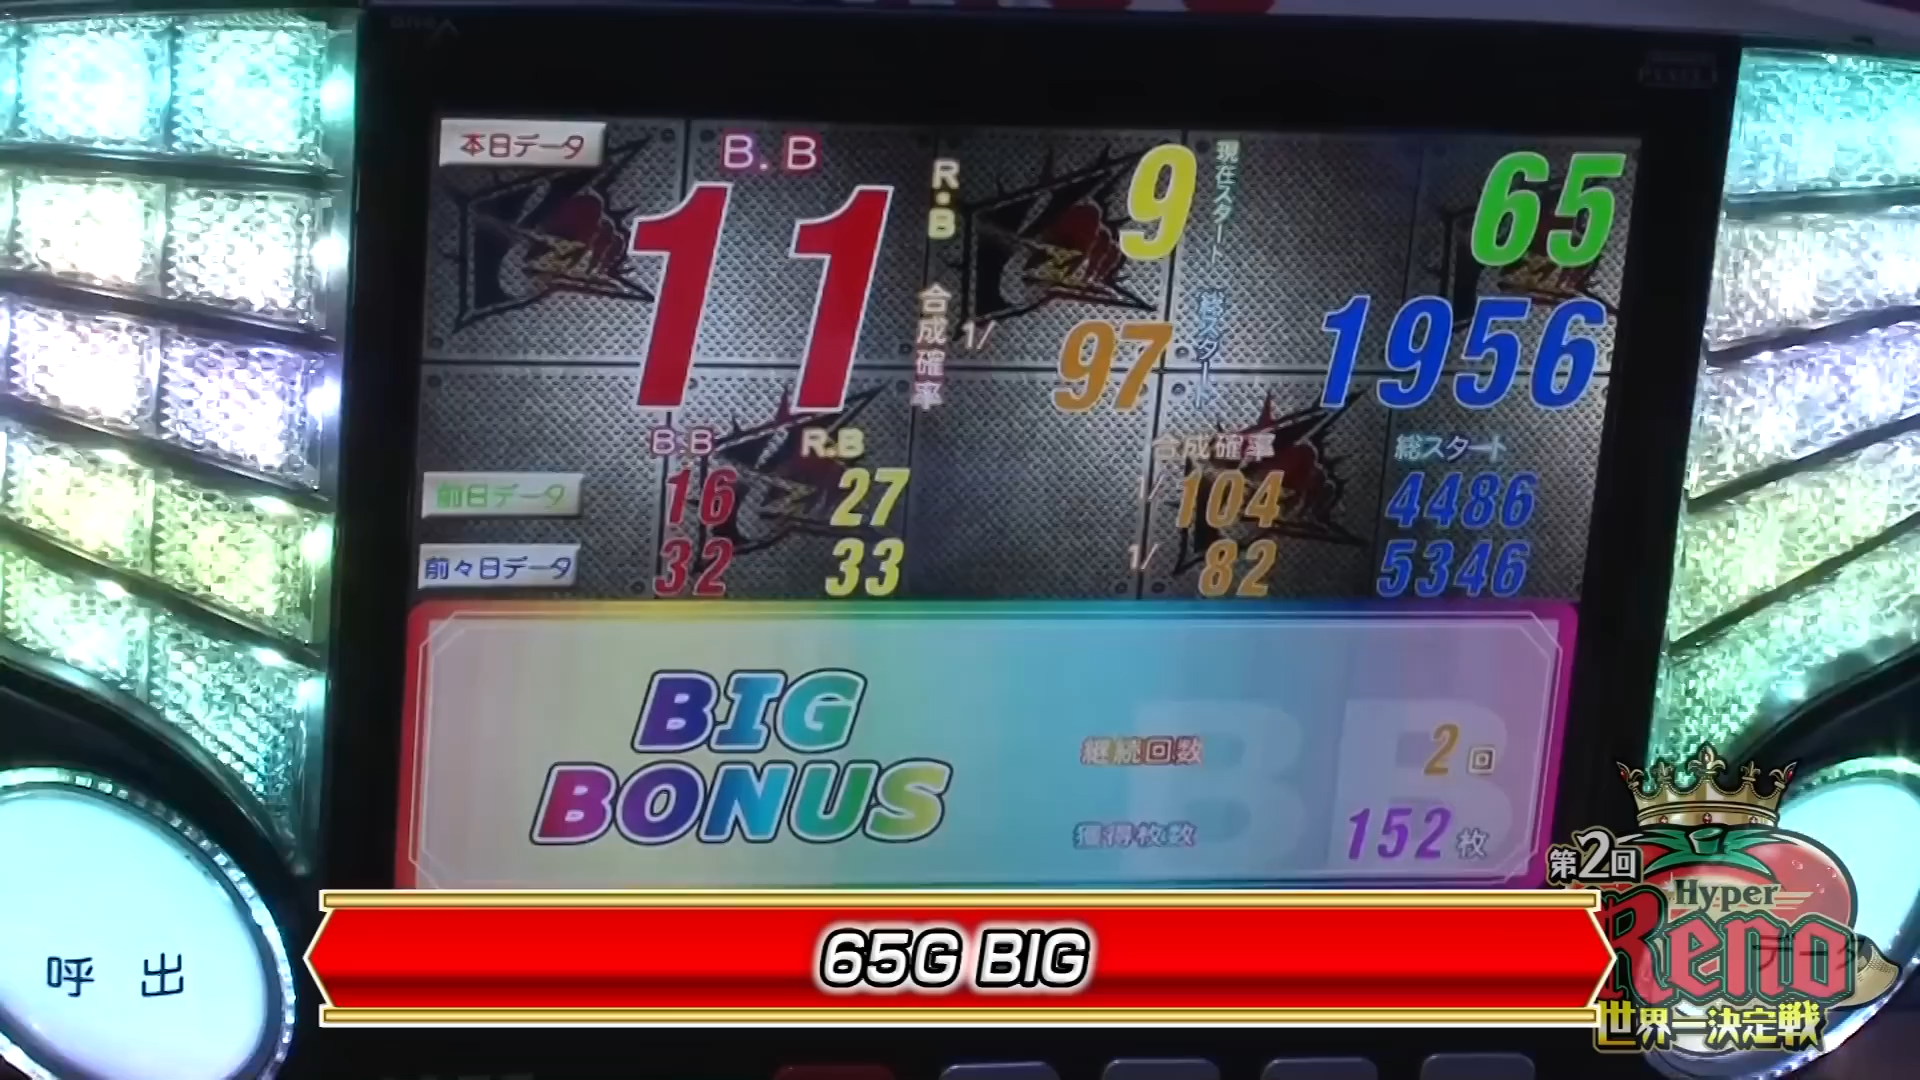 本日データ
B.B
11
R・B
9
現在スタート
65
合成確率
1/
97
総スタート
1956
B.B
R.B
合成確率
総スタート
前日データ
16
27
1/
104
4486
前々日データ
32
33
1/
82
5346
BIG
BONUS
BB
継続回数
2回
獲得枚数
152枚
65G BIG
呼出
データ
第2回
Hyper
Reno
世界一決定戦